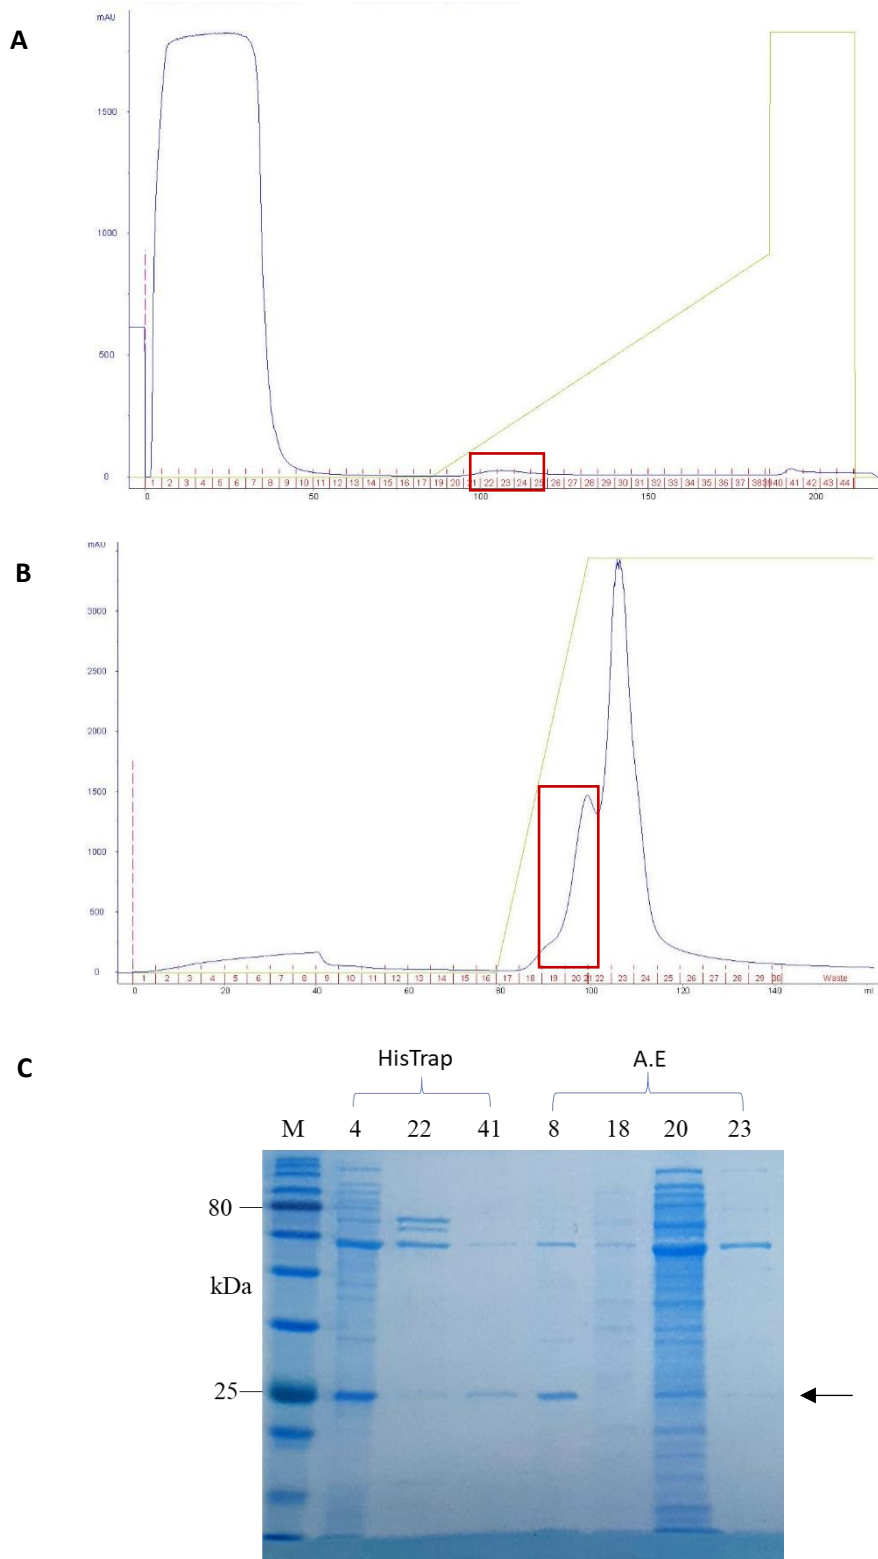 A
mAU
1500
1000
500
0
1 2 3 4 5 6 7 8 9 10 11 12 13 14 15 16 17 19 20 21 22 23 24 25 26 27 28 29 30 31 32 33 34 35 36 37 38 39 40 41 42 43 44
0 50 100 150 200
B
mAU
3000
2500
2000
1500
1000
500
0
1 2 3 4 5 6 7 8 9 10 11 12 13 14 15 16 17 18 19 20 21 22 23 24 25 26 27 28 29 30 Waste
0 20 40 60 80 100 120 140 ml
C
HisTrap A.E
M 4 22 41 8 18 20 23
80
kDa
25